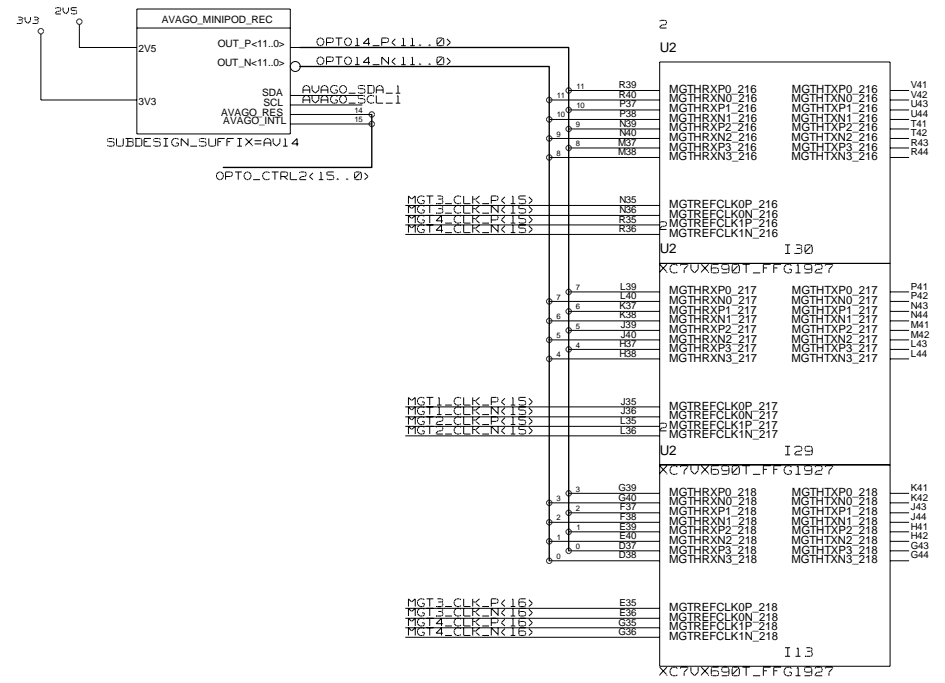 3V3
2V5
AVAGO_MINIPOD_REC
2V5
3V3
OUT_P<11..0>
OUT_N<11..0>
SDA
SCL
AVAGO_RES
AVAGO_INTL
14
15
OPTO14_P<11..0>
OPTO14_N<11..0>
AVAGO_SDA_1
AVAGO_SCL_1
SUBDESIGN_SUFFIX=AV14
OPTO_CTRL2<15..0>
2
U2
11 R39 MGTHRXP0_216 MGTHTXP0_216 V41
11 R40 MGTHRXN0_216 MGTHTXN0_216 V42
10 P37 MGTHRXP1_216 MGTHTXP1_216 U43
10 P38 MGTHRXN1_216 MGTHTXN1_216 U44
9 N39 MGTHRXP2_216 MGTHTXP2_216 T41
9 N40 MGTHRXN2_216 MGTHTXN2_216 T42
8 M37 MGTHRXP3_216 MGTHTXP3_216 R43
8 M38 MGTHRXN3_216 MGTHTXN3_216 R44
MGT3_CLK_P<15> N35 MGTREFCLK0P_216
MGT3_CLK_N<15> N36 MGTREFCLK0N_216
MGT4_CLK_P<15> R35 MGTREFCLK1P_216
MGT4_CLK_N<15> R36 MGTREFCLK1N_216
2
U2 I30
XC7VX690T_FFG1927
7 L39 MGTHRXP0_217 MGTHTXP0_217 P41
7 L40 MGTHRXN0_217 MGTHTXN0_217 P42
6 K37 MGTHRXP1_217 MGTHTXP1_217 N43
6 K38 MGTHRXN1_217 MGTHTXN1_217 N44
5 J39 MGTHRXP2_217 MGTHTXP2_217 M41
5 J40 MGTHRXN2_217 MGTHTXN2_217 M42
4 H37 MGTHRXP3_217 MGTHTXP3_217 L43
4 H38 MGTHRXN3_217 MGTHTXN3_217 L44
MGT1_CLK_P<15> J35 MGTREFCLK0P_217
MGT1_CLK_N<15> J36 MGTREFCLK0N_217
MGT2_CLK_P<15> L35 MGTREFCLK1P_217
MGT2_CLK_N<15> L36 MGTREFCLK1N_217
2
U2 I29
XC7VX690T_FFG1927
3 G39 MGTHRXP0_218 MGTHTXP0_218 K41
3 G40 MGTHRXN0_218 MGTHTXN0_218 K42
2 F37 MGTHRXP1_218 MGTHTXP1_218 J43
2 F38 MGTHRXN1_218 MGTHTXN1_218 J44
1 E39 MGTHRXP2_218 MGTHTXP2_218 H41
1 E40 MGTHRXN2_218 MGTHTXN2_218 H42
0 D37 MGTHRXP3_218 MGTHTXP3_218 G43
0 D38 MGTHRXN3_218 MGTHTXN3_218 G44
MGT3_CLK_P<16> E35 MGTREFCLK0P_218
MGT3_CLK_N<16> E36 MGTREFCLK0N_218
MGT4_CLK_P<16> G35 MGTREFCLK1P_218
MGT4_CLK_N<16> G36 MGTREFCLK1N_218
I13
XC7VX690T_FFG1927